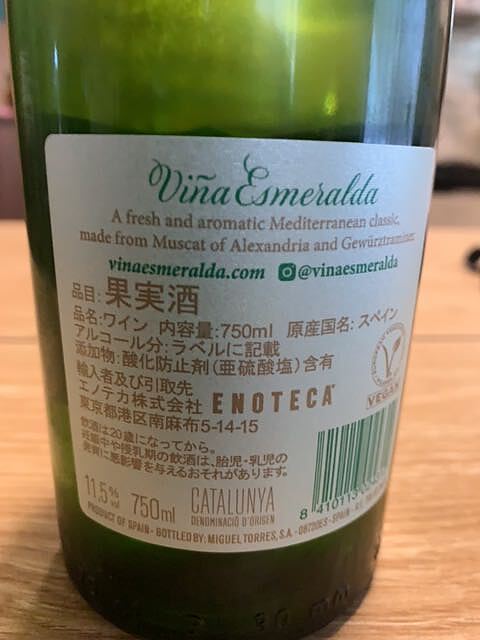 Viña Esmeralda
A fresh and aromatic Mediterranean classic,
made from Muscat of Alexandria and Gewürztraminer.
vinaesmeralda.com @vinaesmeralda
品目: 果実酒
品名:ワイン 内容量:750ml 原産国名: スペイン
アルコール分:ラベルに記載
添加物:酸化防止剤(亜硫酸塩)含有
輸入者及び引取先
エノテカ株式会社 ENOTECA
東京都港区南麻布5-14-15
VEGAN
飲酒は20歳になってから。
妊娠中や授乳期の飲酒は、胎児・乳児の
発育に悪影響を与えるおそれがあります。
11,5% vol 750ml CATALUNYA
DENOMINACIÓ D'ORIGEN
8 410113
PRODUCT OF SPAIN - BOTTLED BY: MIGUEL TORRES, S.A. - 08720ES - SPAIN - R.E.